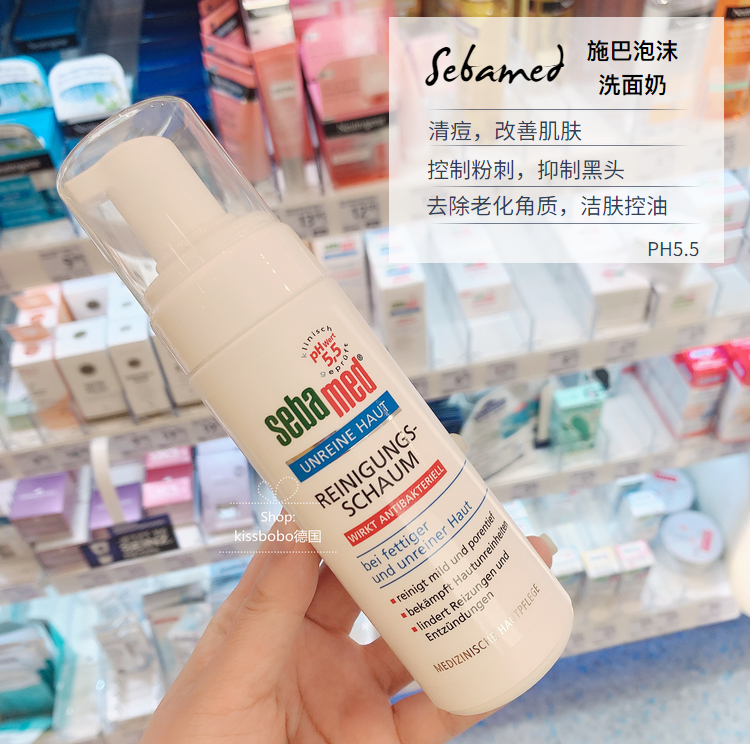 Sebamed
施巴泡沫
洗面奶
清痘，改善肌肤
控制粉刺，抑制黑头
去除老化角质，洁肤控油
PH5.5
klinisch
pH Wert
5,5
geprüft
sebamed®
UNREINE HAUT
REINIGUNGS-
SCHAUM
WIRKT ANTIBAKTERIELL
bei fettiger
und unreiner Haut
reinigt mild und porentief
bekämpft Hautunreinheiten
lindert Reizungen und
Entzündungen
MEDIZINISCHE HAUTPFLEGE
Shop:
kissbobo德国